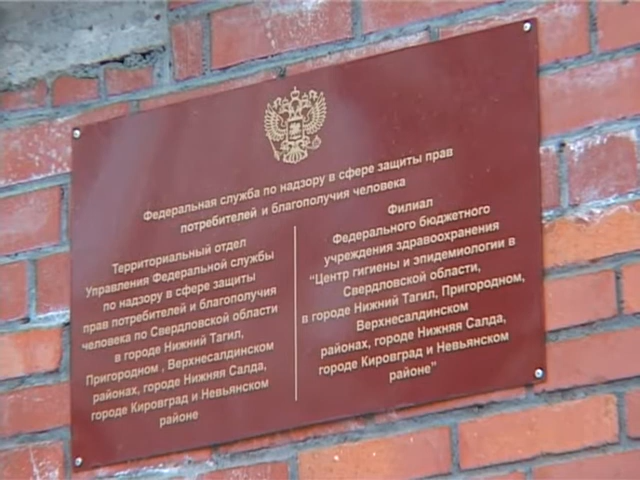 Федеральная служба по надзору в сфере защиты прав
потребителей и благополучия человека
Территориальный отдел
Управления Федеральной службы
по надзору в сфере защиты
прав потребителей и благополучия
человека по Свердловской области
в городе Нижний Тагил,
Пригородном , Верхнесалдинском
районах, городе Нижняя Салда,
городе Кировград и Невьянском
районе
Филиал
Федерального бюджетного
учреждения здравоохранения
"Центр гигиены и эпидемиологии в
Свердловской области,
в городе Нижний Тагил, Пригородном,
Верхнесалдинском
районах, городе Нижняя Салда,
городе Кировград и Невьянском
районе"